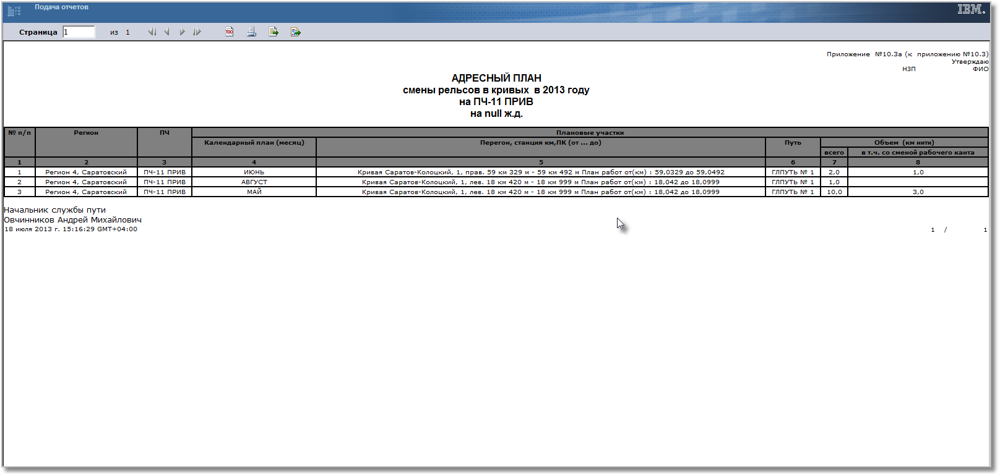 Подача отчетов
IBM.
Страница 1 из 1
TOC
Приложение №10.3а (к приложению №10.3)
Утверждаю
НЗП ФИО
АДРЕСНЫЙ ПЛАН
смены рельсов в кривых в 2013 году
на ПЧ-11 ПРИВ
на null ж.д.
№ п/п Регион ПЧ Плановые участки
Календарный план (месяц) Перегон, станция км,ПК (от ... до) Путь Объем (км нити)
всего в т.ч. со сменой рабочего канта
1 2 3 4 5 6 7 8
1 Регион 4, Саратовский ПЧ-11 ПРИВ ИЮНЬ Кривая Саратов-Колоцкий, 1, прав. 59 км 329 м - 59 км 492 м План работ от(км) : 59,0329 до 59,0492 ГЛПУТЬ № 1 2,0 1,0
2 Регион 4, Саратовский ПЧ-11 ПРИВ АВГУСТ Кривая Саратов-Колоцкий, 1, лев. 18 км 420 м - 18 км 999 м План работ от(км) : 18,042 до 18,0999 ГЛПУТЬ № 1 1,0
3 Регион 4, Саратовский ПЧ-11 ПРИВ МАЙ Кривая Саратов-Колоцкий, 1, лев. 18 км 420 м - 18 км 999 м План работ от(км) : 18,042 до 18,0999 ГЛПУТЬ № 1 10,0 3,0
Начальник службы пути
Овчинников Андрей Михайлович
18 июля 2013 г. 15:16:29 GMT+04:00 1 / 1